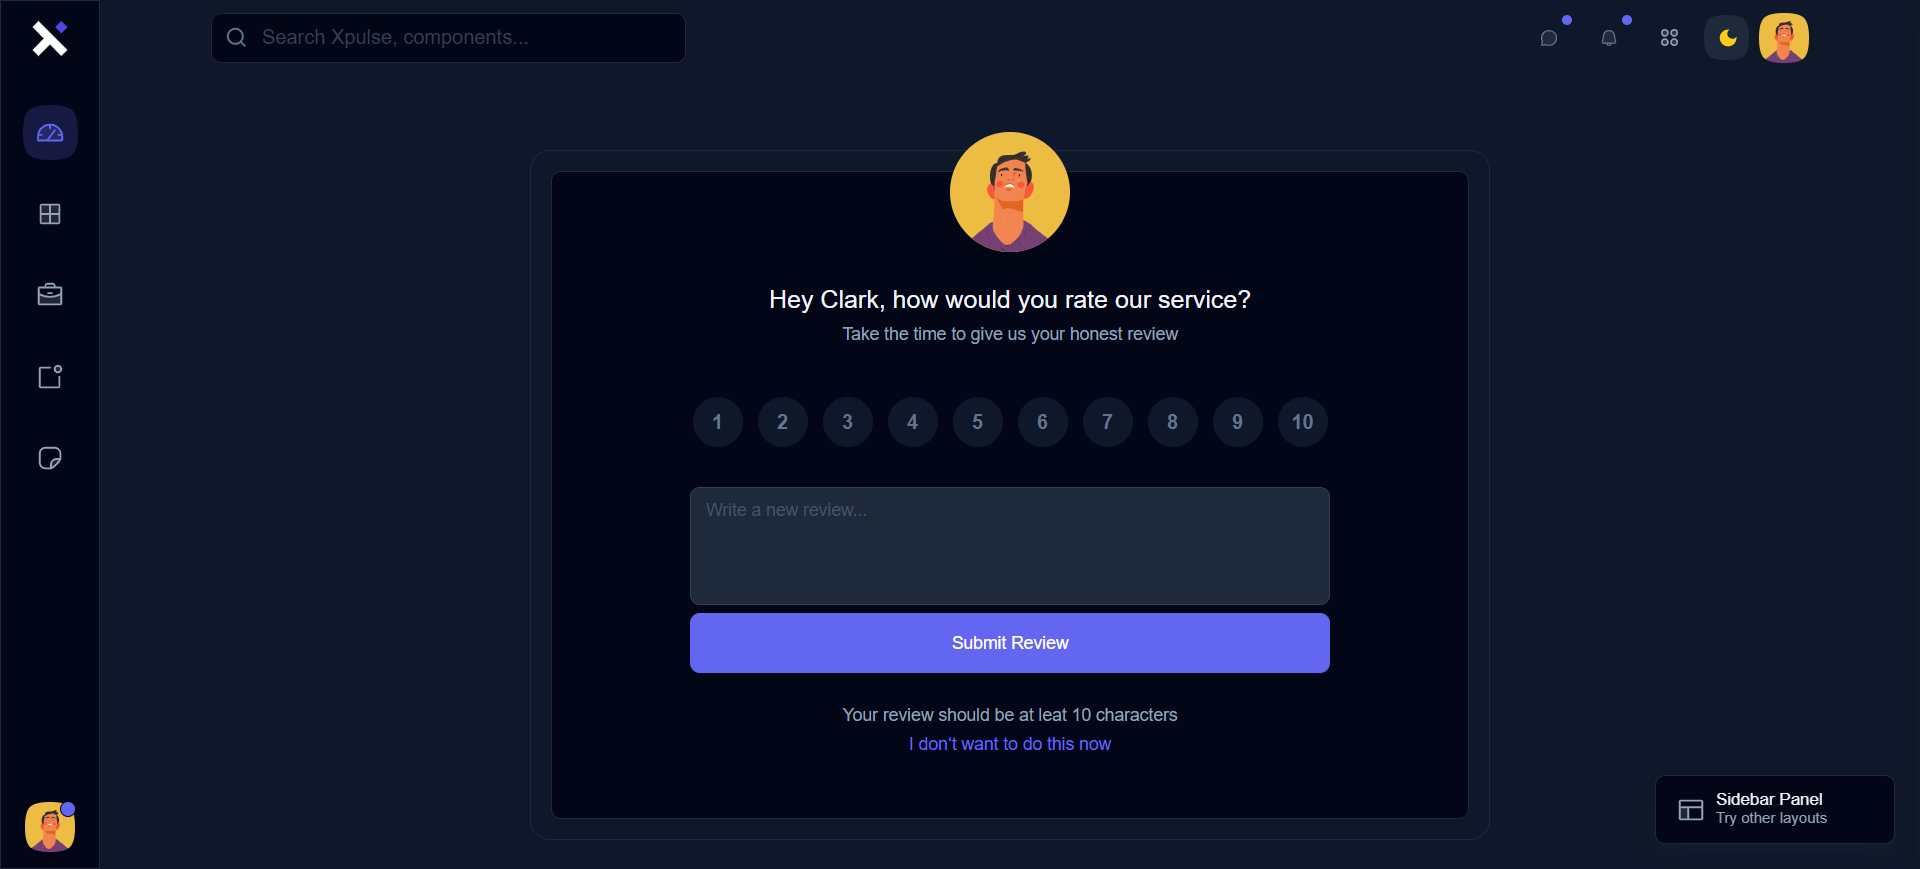 Search Xpulse, components...
Hey Clark, how would you rate our service?
Take the time to give us your honest review
1 2 3 4 5 6 7 8 9 10
Write a new review...
Submit Review
Your review should be at leat 10 characters
I don't want to do this now
Sidebar Panel
Try other layouts